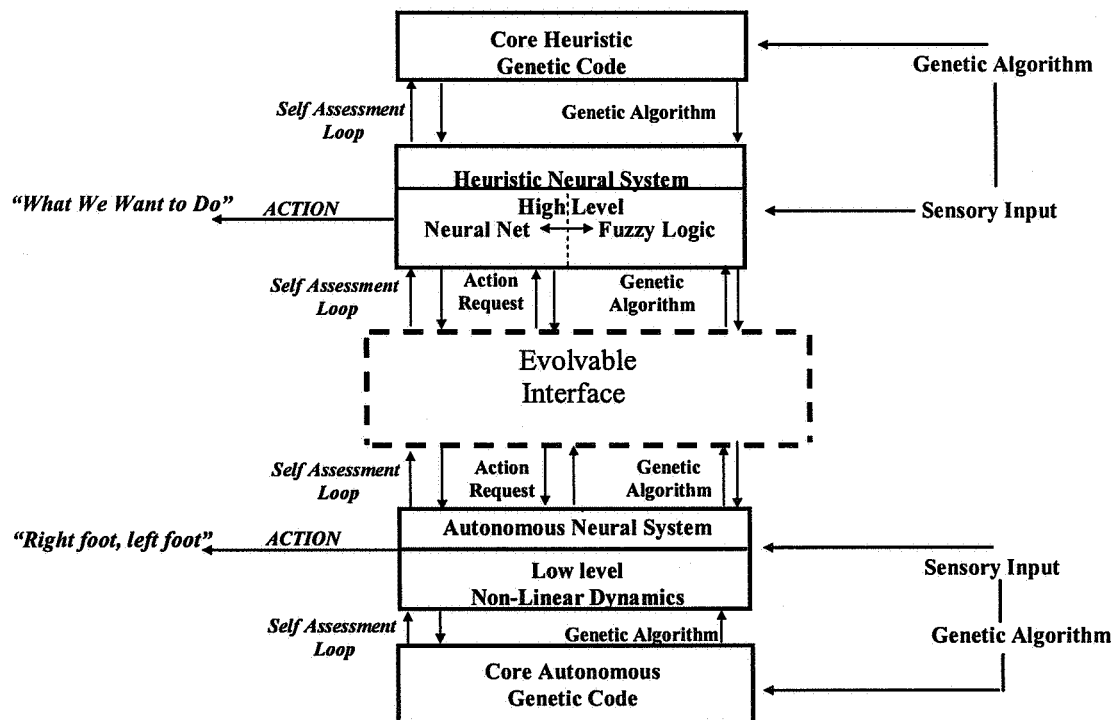 Core Heuristic
Genetic Code
Genetic Algorithm
Self Assessment
Loop
Genetic Algorithm
Heuristic Neural System
"What We Want to Do"
ACTION
High Level
Neural Net
Fuzzy Logic
Sensory Input
Self Assessment
Loop
Action
Request
Genetic
Algorithm
Evolvable
Interface
Self Assessment
Loop
Action
Request
Genetic
Algorithm
Autonomous Neural System
"Right foot, left foot"
ACTION
Low level
Non-Linear Dynamics
Sensory Input
Self Assessment
Loop
Genetic Algorithm
Genetic Algorithm
Core Autonomous
Genetic Code